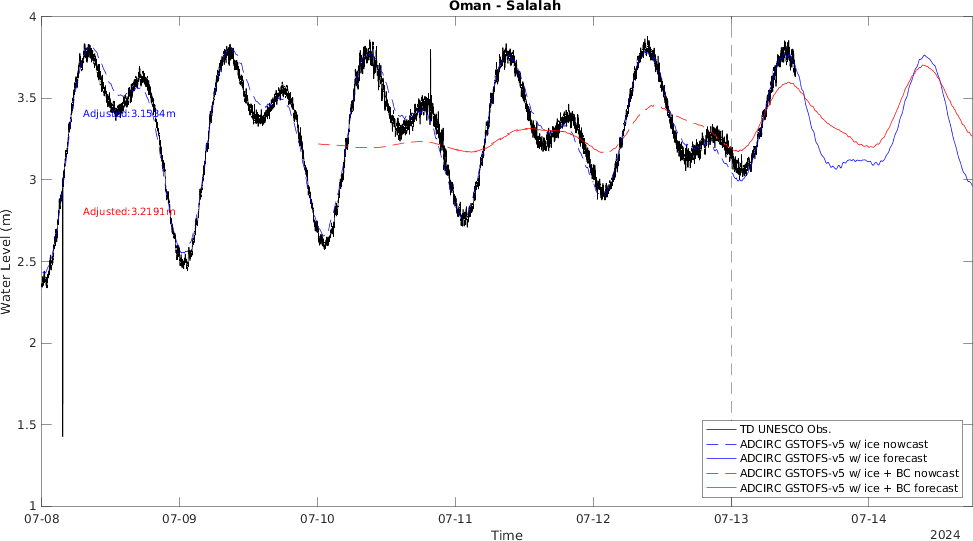 Oman - Salalah
4
3.5
3
2.5
2
1.5
1
Water Level (m)
Adjusted:3.1584m
Adjusted:3.2191m
TD UNESCO Obs.
ADCIRC GSTOFS-v5 w/ ice nowcast
ADCIRC GSTOFS-v5 w/ ice forecast
ADCIRC GSTOFS-v5 w/ ice + BC nowcast
ADCIRC GSTOFS-v5 w/ ice + BC forecast
07-08 07-09 07-10 07-11 07-12 07-13 07-14
Time
2024